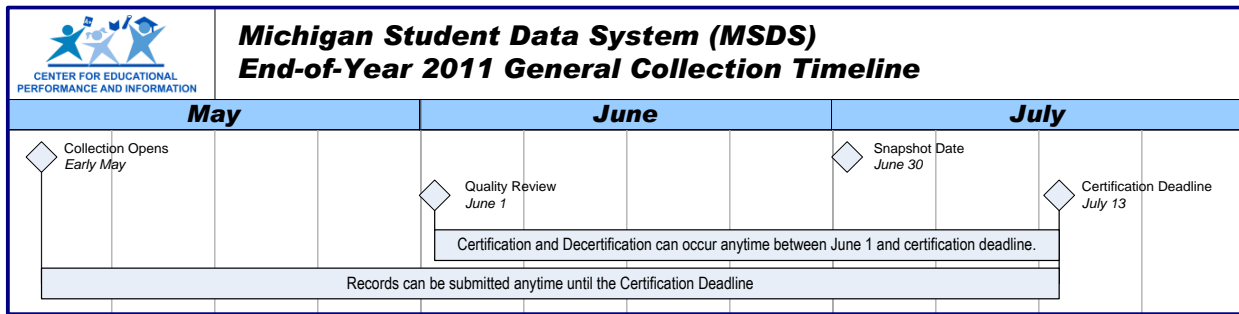 CENTER FOR EDUCATIONAL
PERFORMANCE AND INFORMATION
Michigan Student Data System (MSDS)
End-of-Year 2011 General Collection Timeline
May
June
July
Collection Opens
Early May
Snapshot Date
June 30
Quality Review
June 1
Certification Deadline
July 13
Certification and Decertification can occur anytime between June 1 and certification deadline.
Records can be submitted anytime until the Certification Deadline